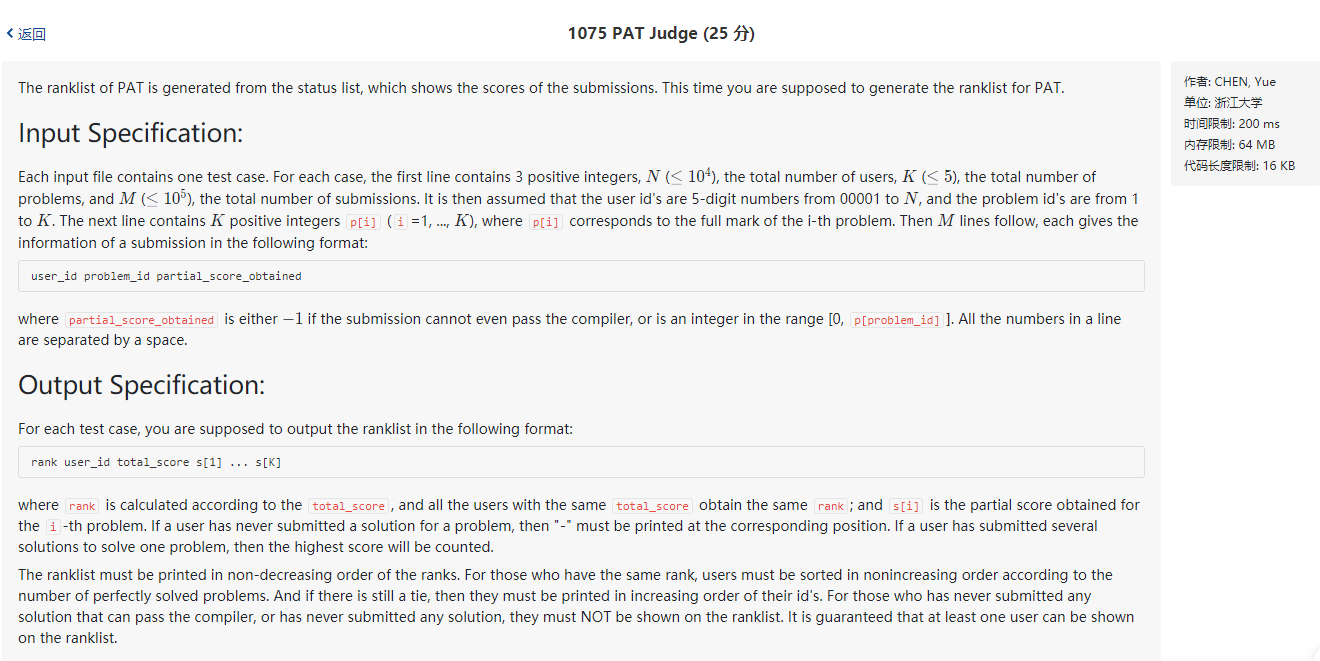 返回
1075 PAT Judge (25 分)
The ranklist of PAT is generated from the status list, which shows the scores of the submissions. This time you are supposed to generate the ranklist for PAT.
Input Specification:
Each input file contains one test case. For each case, the first line contains 3 positive integers, N (≤ 10⁴), the total number of users, K (≤ 5), the total number of
problems, and M (≤ 10⁵), the total number of submissions. It is then assumed that the user id's are 5-digit numbers from 00001 to N, and the problem id's are from 1
to K. The next line contains K positive integers p[i] ( i =1, ..., K), where p[i] corresponds to the full mark of the i-th problem. Then M lines follow, each gives the
information of a submission in the following format:
user_id problem_id partial_score_obtained
where partial_score_obtained is either −1 if the submission cannot even pass the compiler, or is an integer in the range [0, p[problem_id] ]. All the numbers in a line
are separated by a space.
Output Specification:
For each test case, you are supposed to output the ranklist in the following format:
rank user_id total_score s[1] ... s[K]
where rank is calculated according to the total_score , and all the users with the same total_score obtain the same rank ; and s[i] is the partial score obtained for
the i -th problem. If a user has never submitted a solution for a problem, then "-" must be printed at the corresponding position. If a user has submitted several
solutions to solve one problem, then the highest score will be counted.
The ranklist must be printed in non-decreasing order of the ranks. For those who have the same rank, users must be sorted in nonincreasing order according to the
number of perfectly solved problems. And if there is still a tie, then they must be printed in increasing order of their id's. For those who has never submitted any
solution that can pass the compiler, or has never submitted any solution, they must NOT be shown on the ranklist. It is guaranteed that at least one user can be shown
on the ranklist.
作者: CHEN, Yue
单位: 浙江大学
时间限制: 200 ms
内存限制: 64 MB
代码长度限制: 16 KB